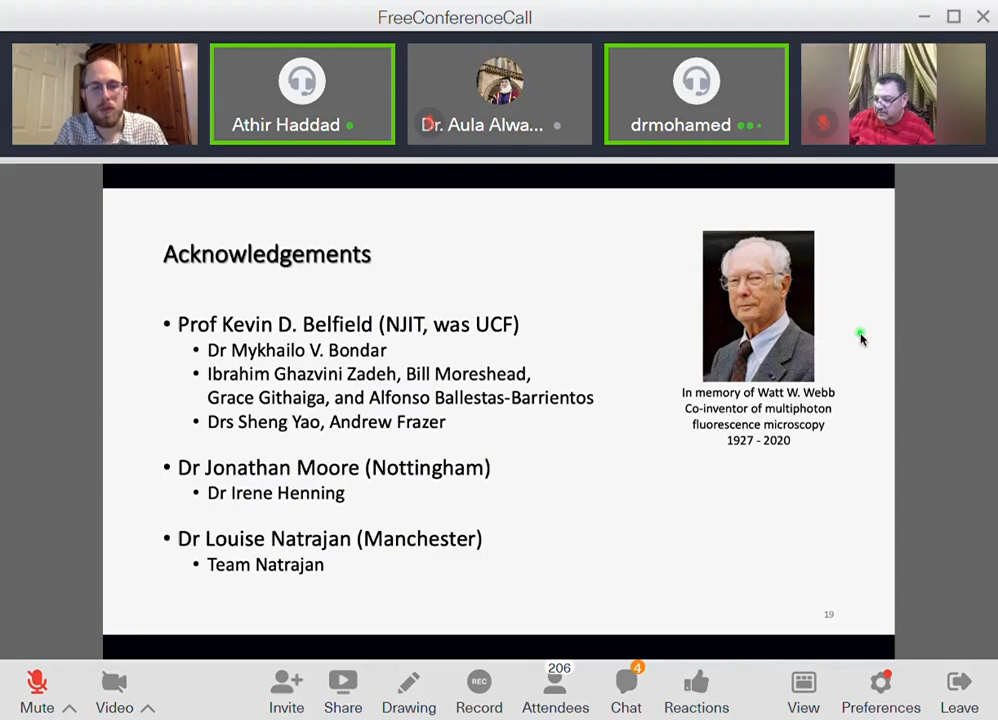 FreeConferenceCall
Athir Haddad
Dr. Aula Alwa...
drmohamed
Acknowledgements
• Prof Kevin D. Belfield (NJIT, was UCF)
• Dr Mykhailo V. Bondar
• Ibrahim Ghazvini Zadeh, Bill Moreshead,
Grace Githaiga, and Alfonso Ballestas-Barrientos
• Drs Sheng Yao, Andrew Frazer
• Dr Jonathan Moore (Nottingham)
• Dr Irene Henning
• Dr Louise Natrajan (Manchester)
• Team Natrajan
In memory of Watt W. Webb
Co-inventor of multiphoton
fluorescence microscopy
1927 - 2020
19
206
4
REC
Mute
Video
Invite
Share
Drawing
Record
Attendees
Chat
Reactions
View
Preferences
Leave